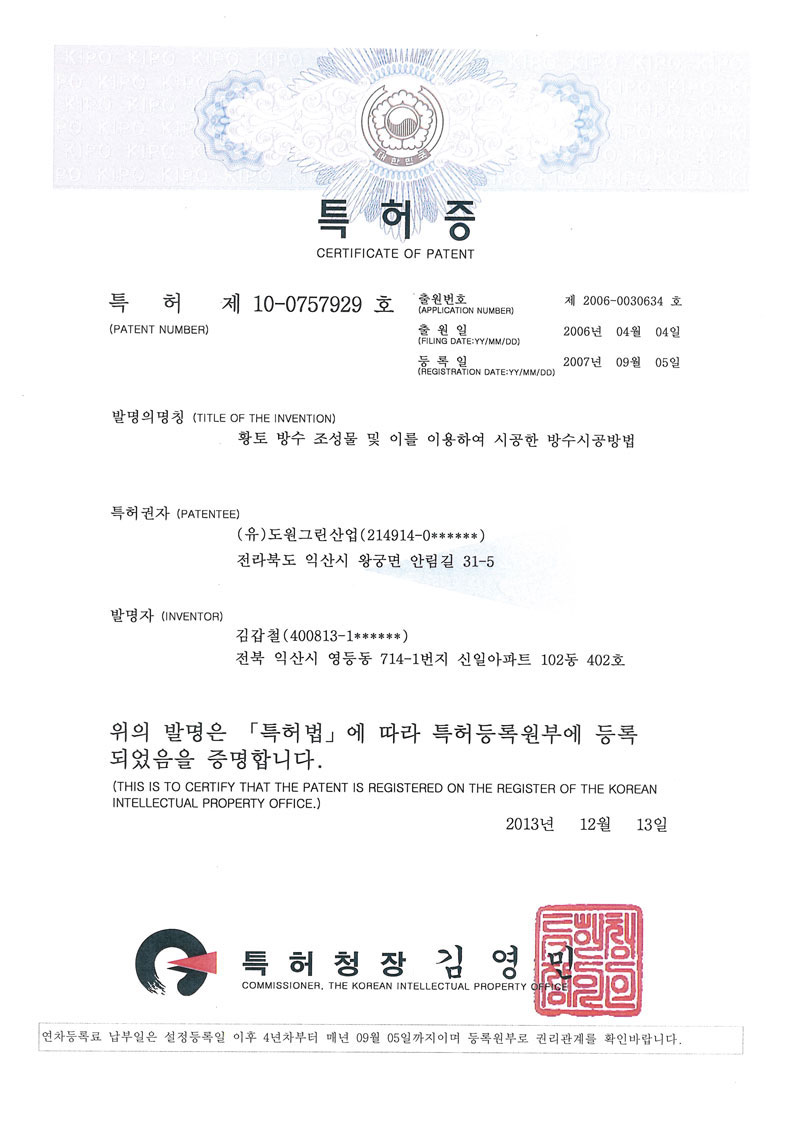 KIPO KIPO KIPO KIPO KIPO KIPO
대한민국
특허증
CERTIFICATE OF PATENT
특 허 제 10-0757929 호
(PATENT NUMBER)
출원번호 제 2006-0030634 호
(APPLICATION NUMBER)
출 원 일 2006년 04월 04일
(FILING DATE:YY/MM/DD)
등 록 일 2007년 09월 05일
(REGISTRATION DATE:YY/MM/DD)
발명의명칭 (TITLE OF THE INVENTION)
황토 방수 조성물 및 이를 이용하여 시공한 방수시공방법
특허권자 (PATENTEE)
(유)도원그린산업(214914-0******)
전라북도 익산시 왕궁면 안림길 31-5
발명자 (INVENTOR)
김갑철(400813-1******)
전북 익산시 영등동 714-1번지 신일아파트 102동 402호
위의 발명은 「특허법」에 따라 특허등록원부에 등록
되었음을 증명합니다.
(THIS IS TO CERTIFY THAT THE PATENT IS REGISTERED ON THE REGISTER OF THE KOREAN
INTELLECTUAL PROPERTY OFFICE.)
2013년 12월 13일
특허청장 김영민
COMMISSIONER, THE KOREAN INTELLECTUAL PROPERTY OFFICE
연차등록료 납부일은 설정등록일 이후 4년차부터 매년 09월 05일까지이며 등록원부로 권리관계를 확인바랍니다.